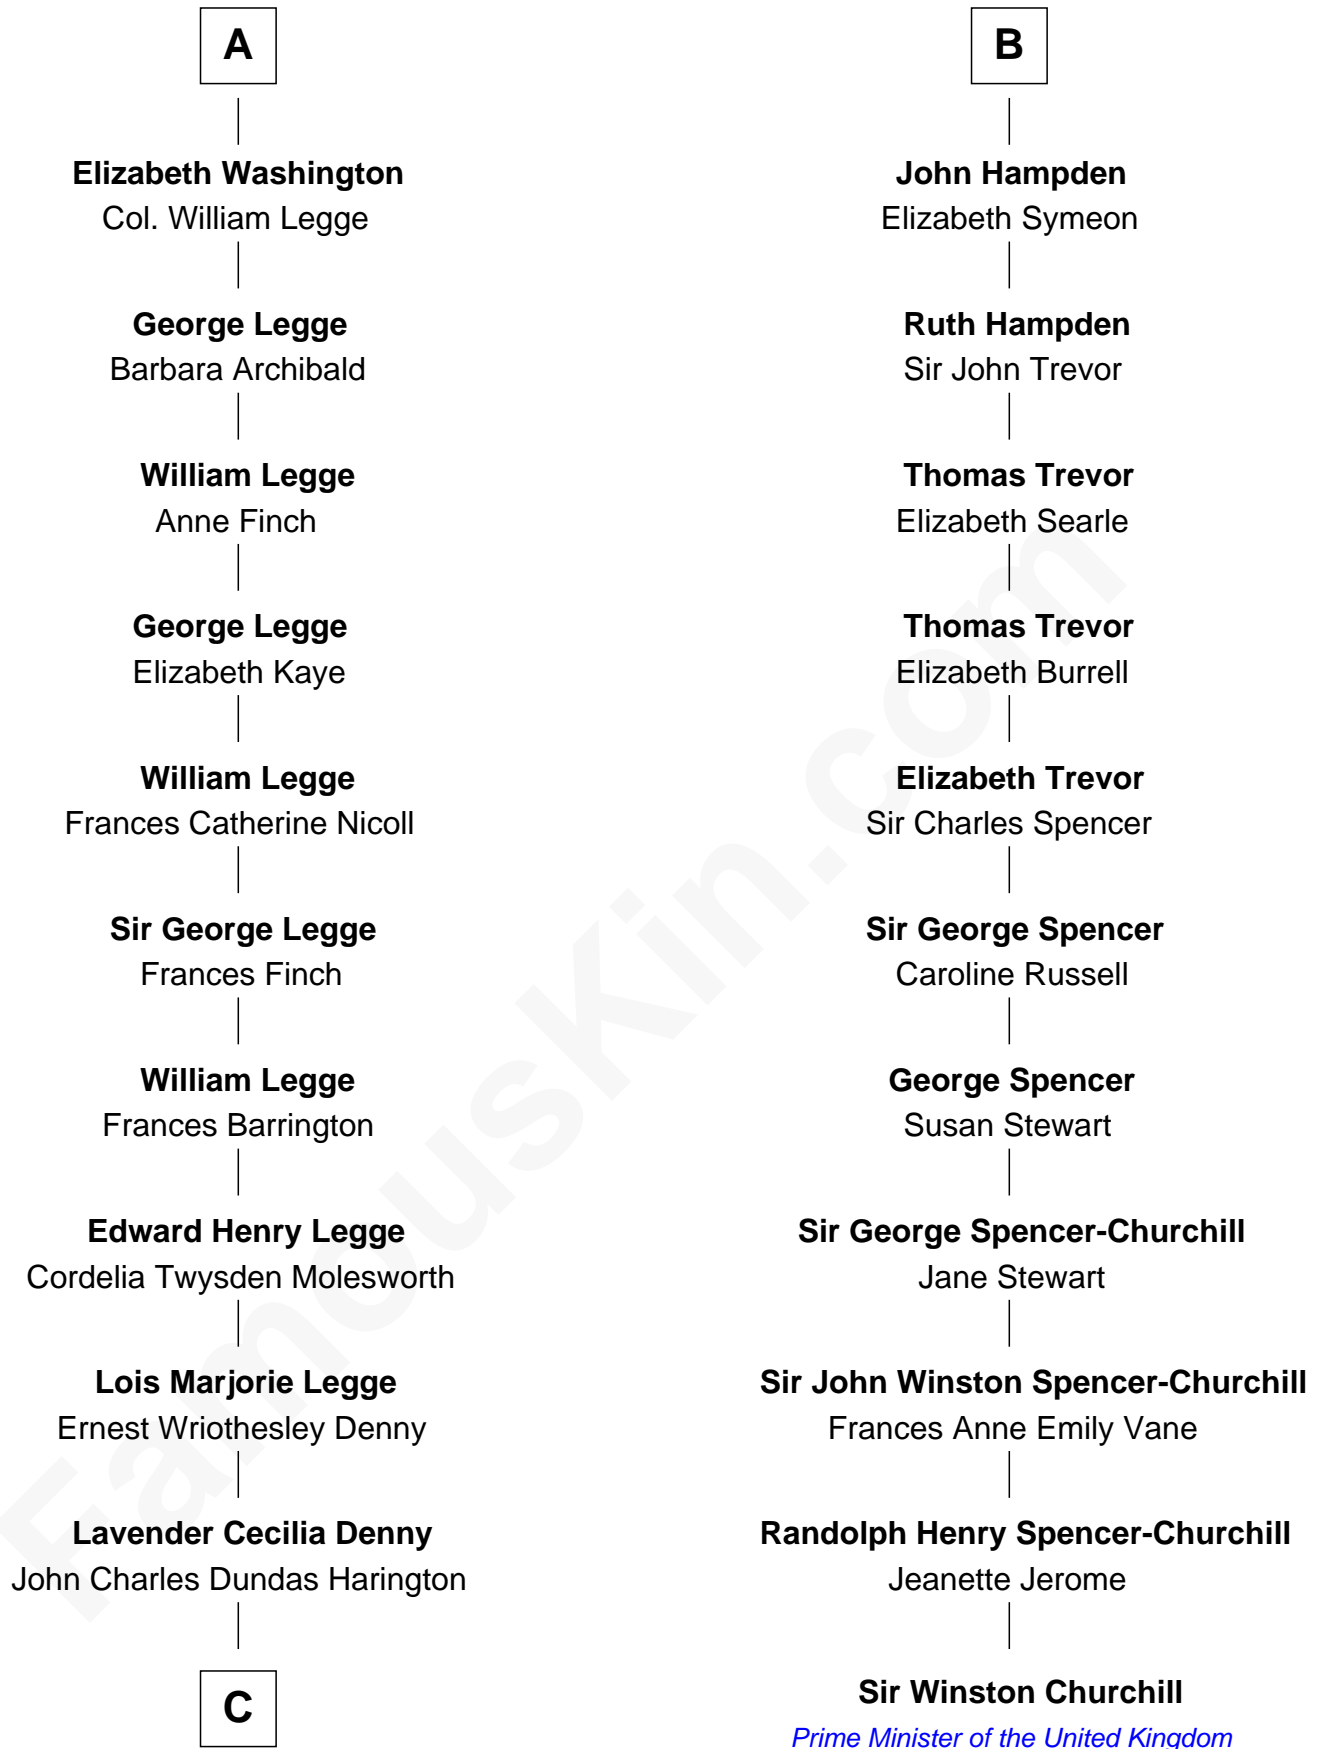 A
Elizabeth Washington
Col. William Legge
George Legge
Barbara Archibald
William Legge
Anne Finch
George Legge
Elizabeth Kaye
William Legge
Frances Catherine Nicoll
Sir George Legge
Frances Finch
William Legge
Frances Barrington
Edward Henry Legge
Cordelia Twysden Molesworth
Lois Marjorie Legge
Ernest Wriothesley Denny
Lavender Cecilia Denny
John Charles Dundas Harington
C
B
John Hampden
Elizabeth Symeon
Ruth Hampden
Sir John Trevor
Thomas Trevor
Elizabeth Searle
Thomas Trevor
Elizabeth Burrell
Elizabeth Trevor
Sir Charles Spencer
Sir George Spencer
Caroline Russell
George Spencer
Susan Stewart
Sir George Spencer-Churchill
Jane Stewart
Sir John Winston Spencer-Churchill
Frances Anne Emily Vane
Randolph Henry Spencer-Churchill
Jeanette Jerome
Sir Winston Churchill
Prime Minister of the United Kingdom
FamousKin.com